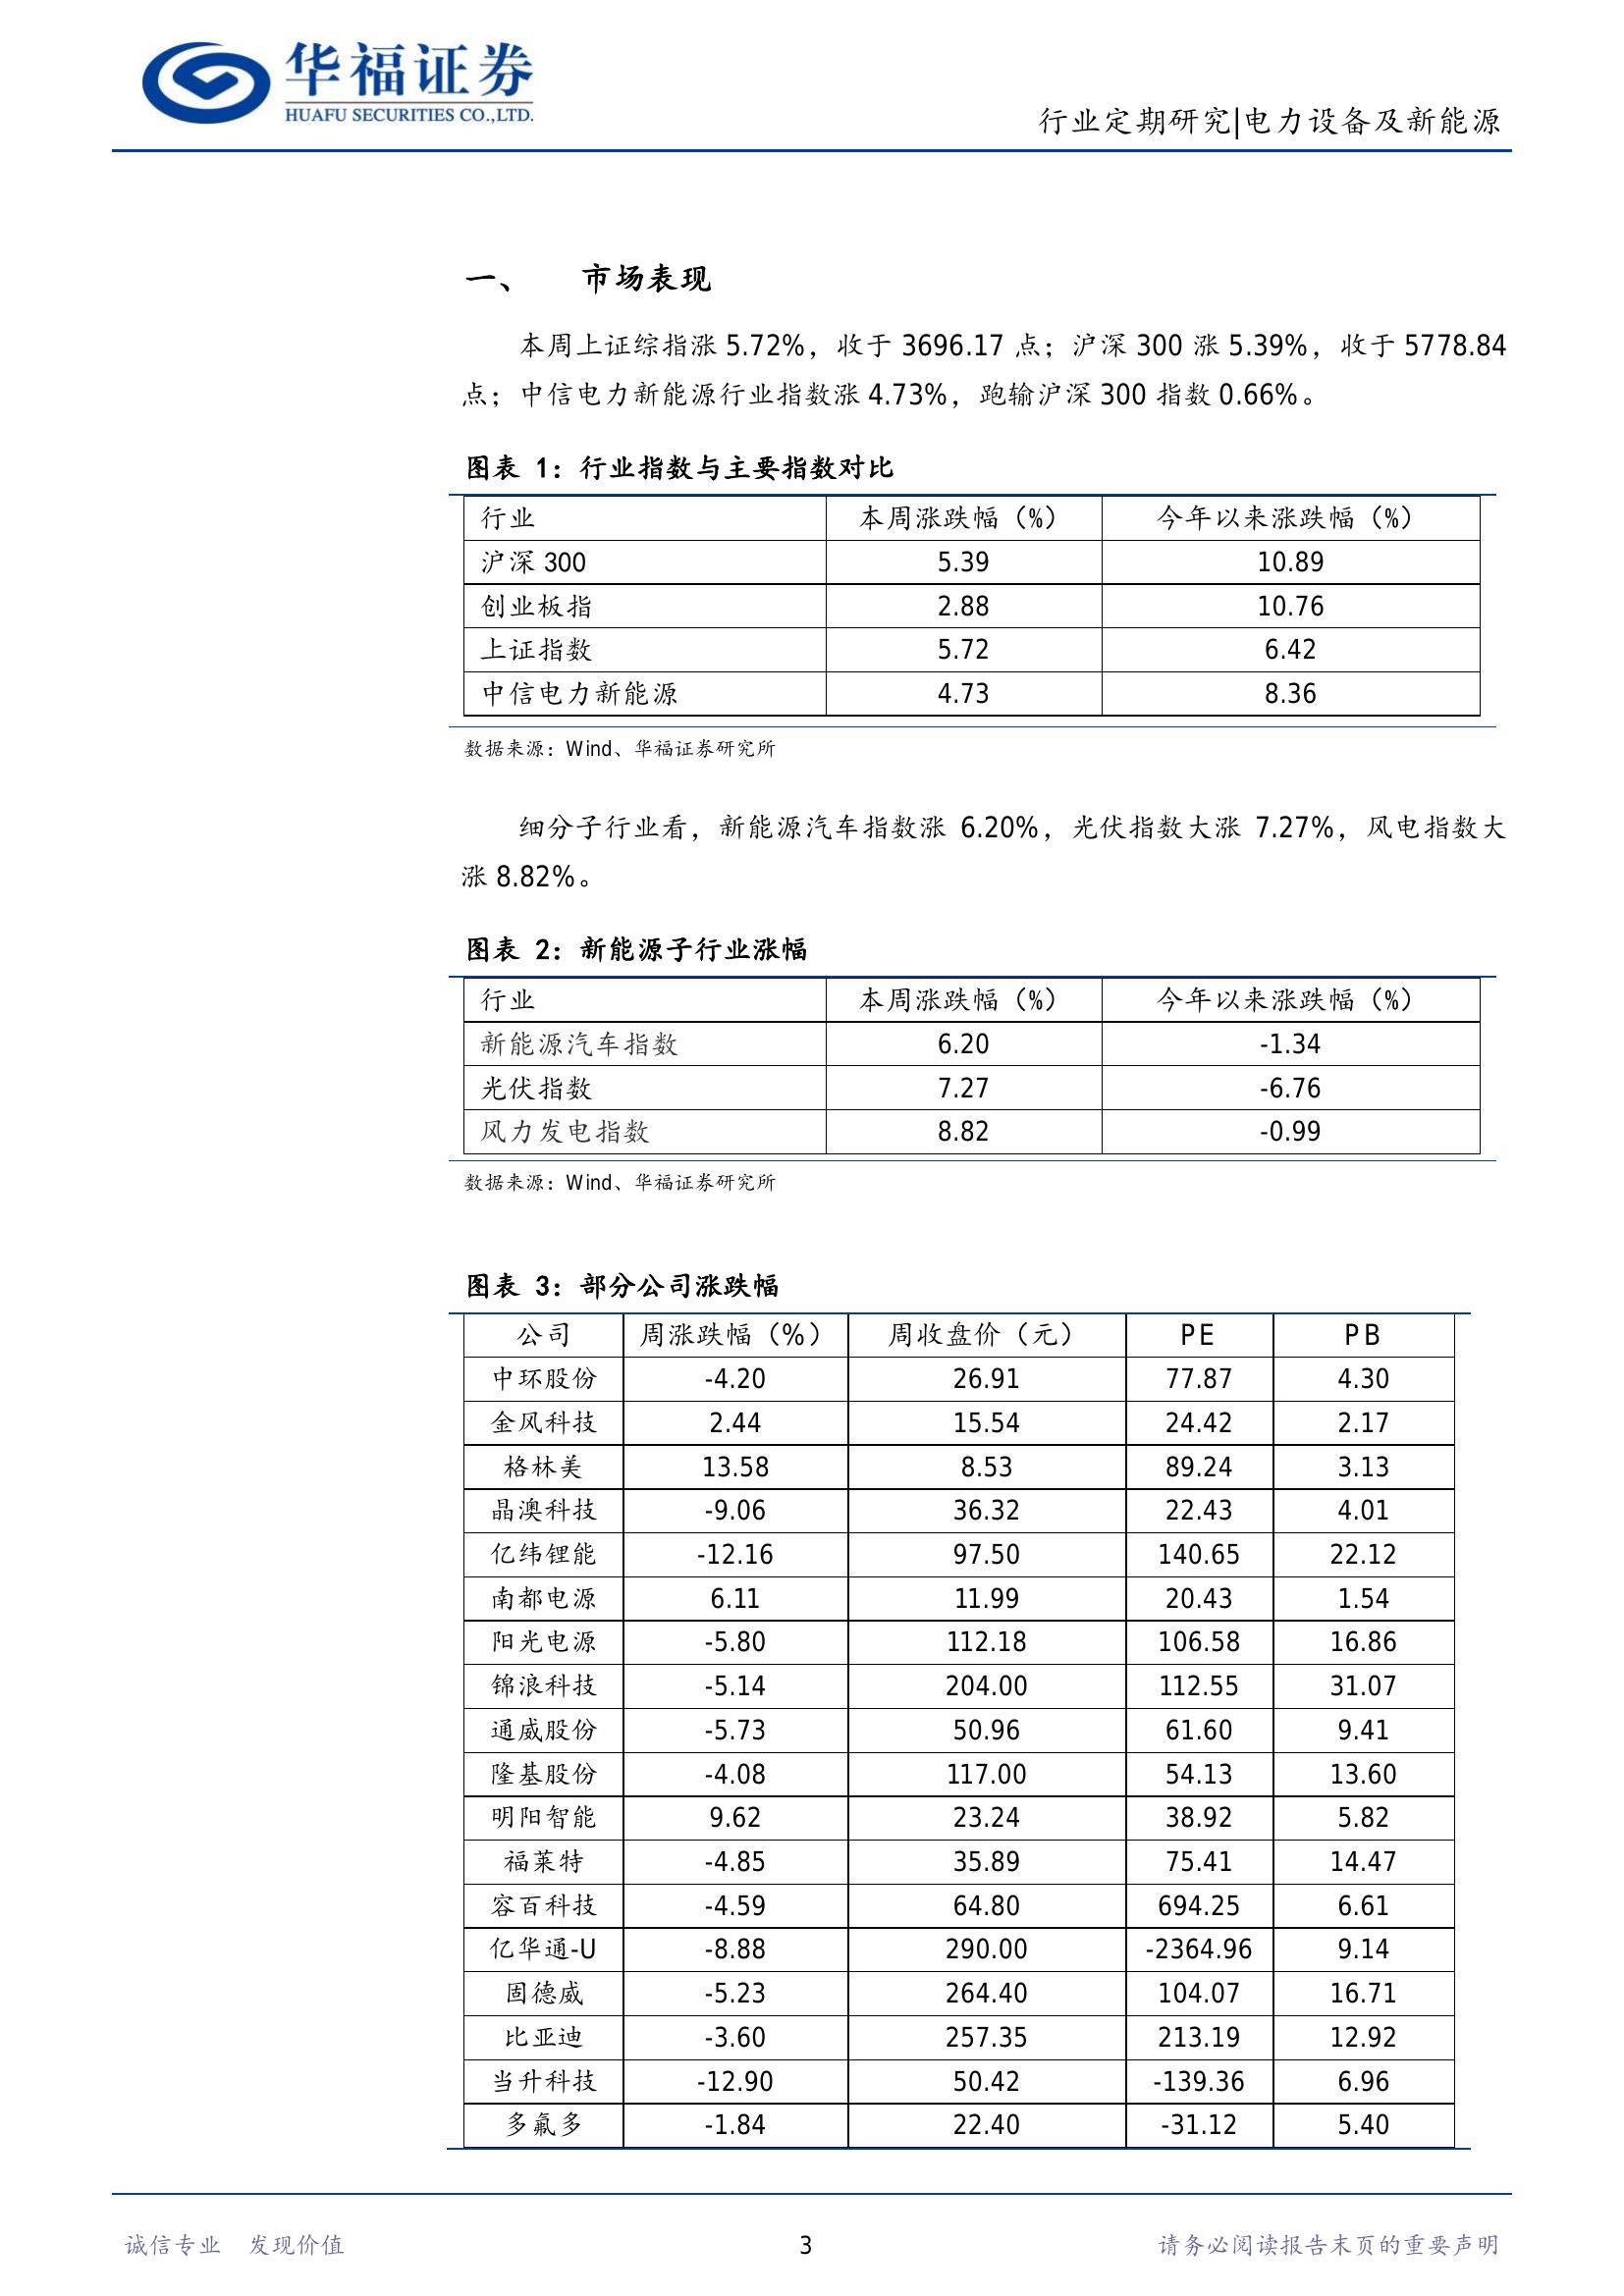 华福证券
HUAFU SECURITIES CO.,LTD.
行业定期研究|电力设备及新能源
一、 市场表现
本周上证综指涨 5.72%，收于 3696.17 点；沪深 300 涨 5.39%，收于 5778.84
点；中信电力新能源行业指数涨 4.73%，跑输沪深 300 指数 0.66%。
图表 1：行业指数与主要指数对比
行业 本周涨跌幅（%） 今年以来涨跌幅（%）
沪深 300 5.39 10.89
创业板指 2.88 10.76
上证指数 5.72 6.42
中信电力新能源 4.73 8.36
数据来源：Wind、华福证券研究所
细分子行业看，新能源汽车指数涨 6.20%，光伏指数大涨 7.27%，风电指数大
涨 8.82%。
图表 2：新能源子行业涨幅
行业 本周涨跌幅（%） 今年以来涨跌幅（%）
新能源汽车指数 6.20 -1.34
光伏指数 7.27 -6.76
风力发电指数 8.82 -0.99
数据来源：Wind、华福证券研究所
图表 3：部分公司涨跌幅
公司 周涨跌幅（%） 周收盘价（元） PE PB
中环股份 -4.20 26.91 77.87 4.30
金风科技 2.44 15.54 24.42 2.17
格林美 13.58 8.53 89.24 3.13
晶澳科技 -9.06 36.32 22.43 4.01
亿纬锂能 -12.16 97.50 140.65 22.12
南都电源 6.11 11.99 20.43 1.54
阳光电源 -5.80 112.18 106.58 16.86
锦浪科技 -5.14 204.00 112.55 31.07
通威股份 -5.73 50.96 61.60 9.41
隆基股份 -4.08 117.00 54.13 13.60
明阳智能 9.62 23.24 38.92 5.82
福莱特 -4.85 35.89 75.41 14.47
容百科技 -4.59 64.80 694.25 6.61
亿华通-U -8.88 290.00 -2364.96 9.14
固德威 -5.23 264.40 104.07 16.71
比亚迪 -3.60 257.35 213.19 12.92
当升科技 -12.90 50.42 -139.36 6.96
多氟多 -1.84 22.40 -31.12 5.40
诚信专业 发现价值 3 请务必阅读报告末页的重要声明